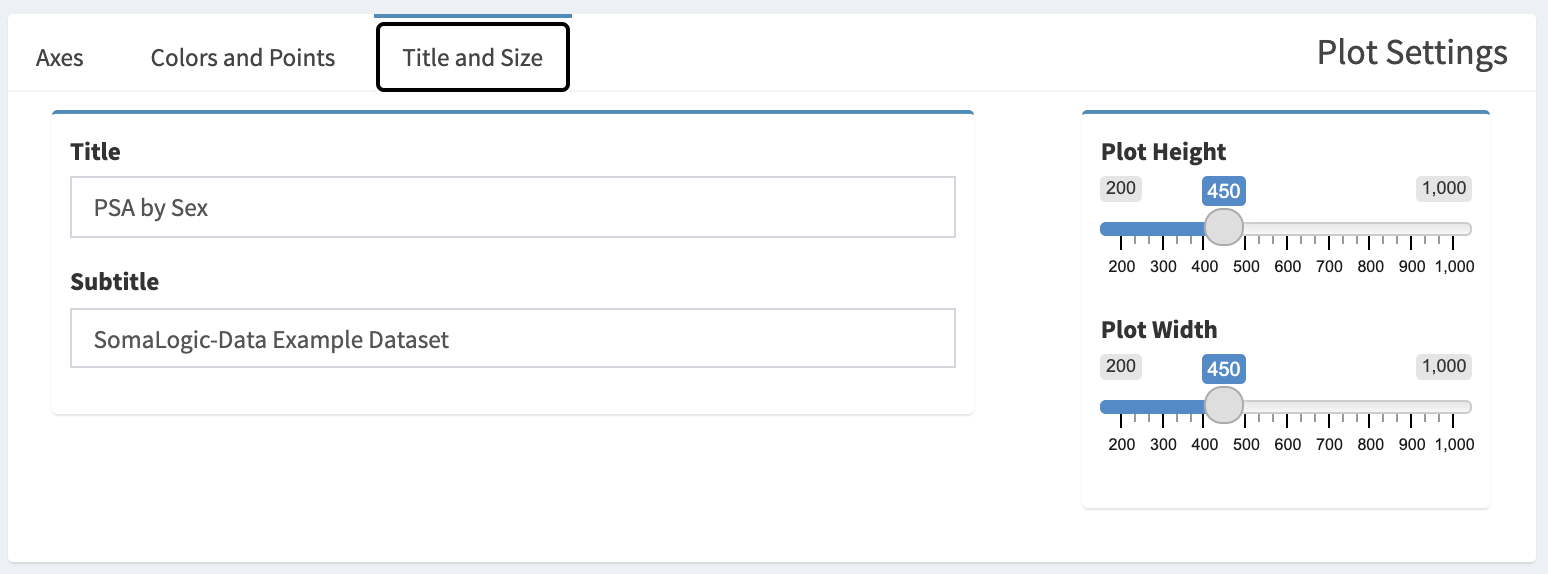 Axes Colors and Points Title and Size Plot Settings
Title
PSA by Sex
Subtitle
SomaLogic-Data Example Dataset
Plot Height
200 450 1,000
200 300 400 500 600 700 800 900 1,000
Plot Width
200 450 1,000
200 300 400 500 600 700 800 900 1,000